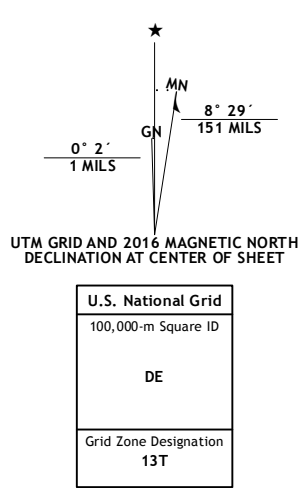 ★
MN
GN
8° 29´
151 MILS
0° 2´
1 MILS
UTM GRID AND 2016 MAGNETIC NORTH
DECLINATION AT CENTER OF SHEET
U.S. National Grid
100,000-m Square ID
DE
Grid Zone Designation
13T